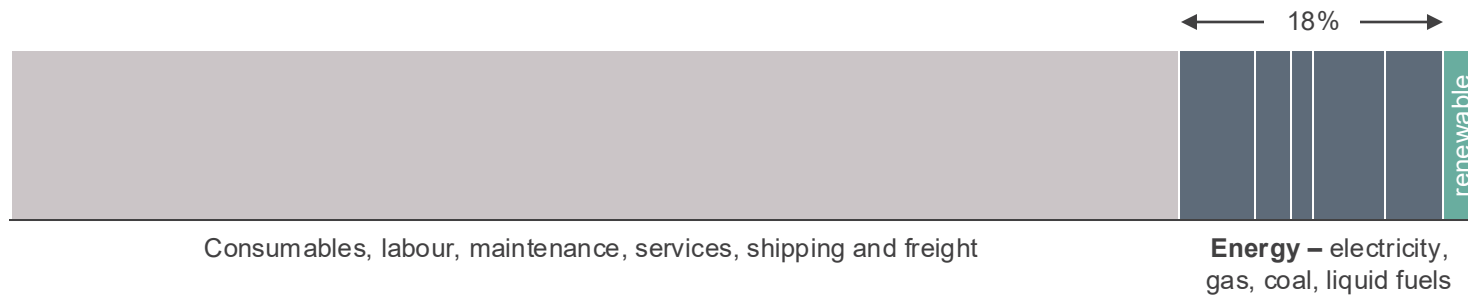 18%
renewable
Consumables, labour, maintenance, services, shipping and freight
Energy – electricity,
gas, coal, liquid fuels